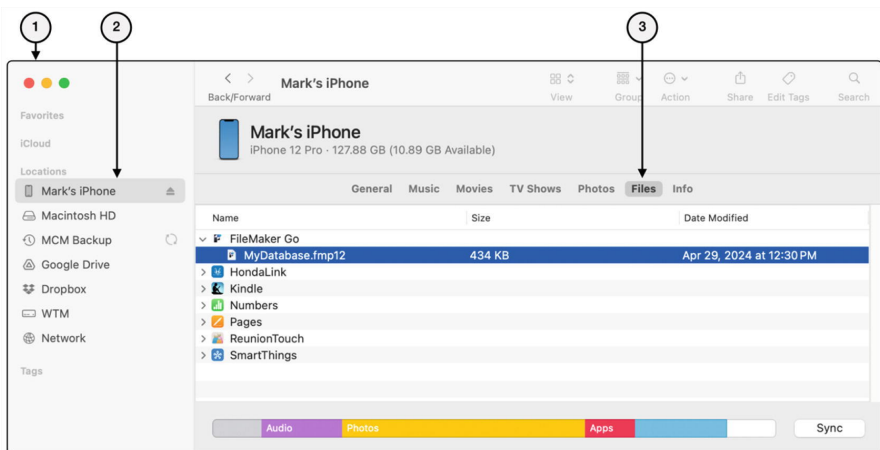 1 2 3
Mark's iPhone
Back/Forward View Group Action Share Edit Tags Search
Favorites
iCloud
Locations
Mark's iPhone
Macintosh HD
MCM Backup
Google Drive
Dropbox
WTM
Network
Tags
Mark's iPhone
iPhone 12 Pro · 127.88 GB (10.89 GB Available)
General Music Movies TV Shows Photos Files Info
Name Size Date Modified
FileMaker Go
MyDatabase.fmp12 434 KB Apr 29, 2024 at 12:30 PM
HondaLink
Kindle
Numbers
Pages
ReunionTouch
SmartThings
Audio Photos Apps Sync